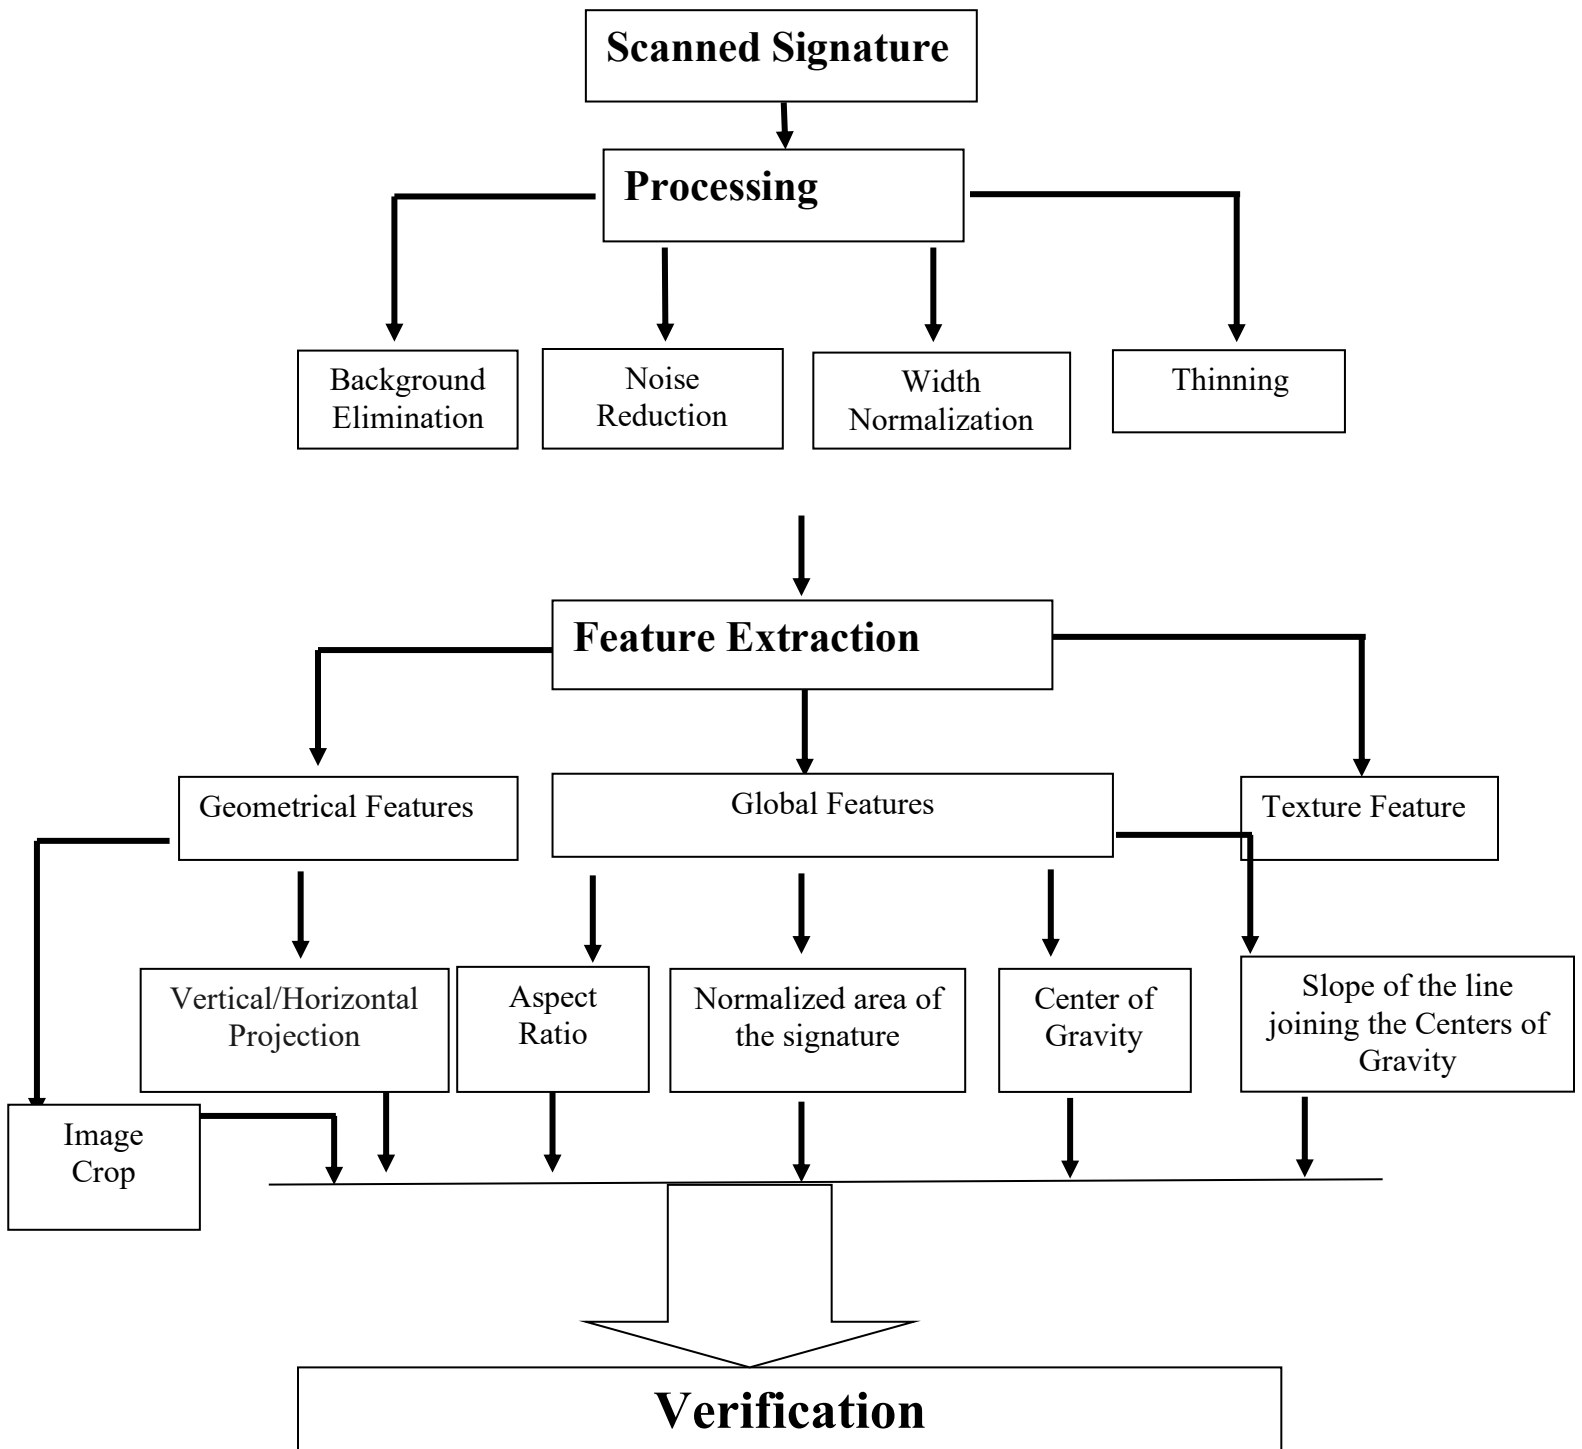 Scanned Signature
Processing
Background
Elimination
Noise
Reduction
Width
Normalization
Thinning
Feature Extraction
Geometrical Features
Global Features
Texture Feature
Vertical/Horizontal
Projection
Aspect
Ratio
Normalized area of
the signature
Center of
Gravity
Slope of the line
joining the Centers of
Gravity
Image
Crop
Verification